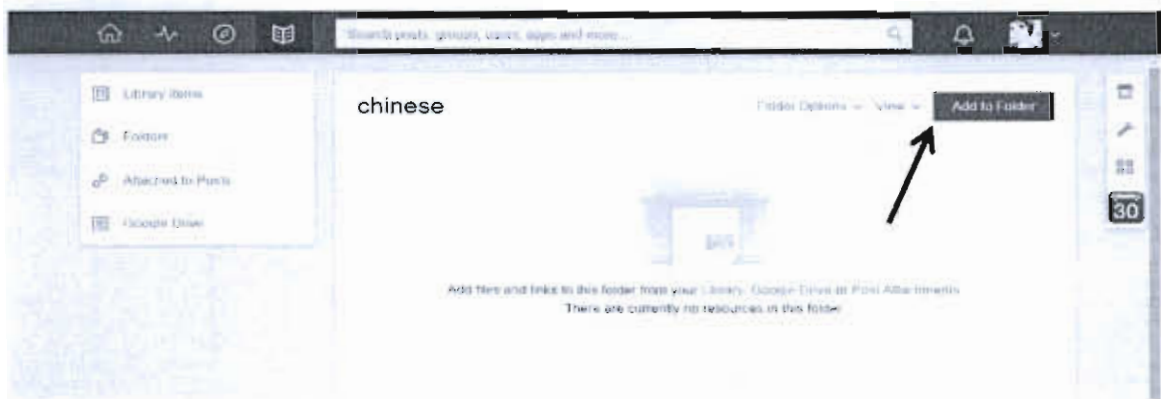 Search posts, groups, users, apps and more...
Library Items
Folders
Attached to Posts
Google Drive
chinese
Folder Options
View
Add to Folder
30
Add files and links to this folder from your Library, Google Drive or Post Attachments
There are currently no resources in this folder